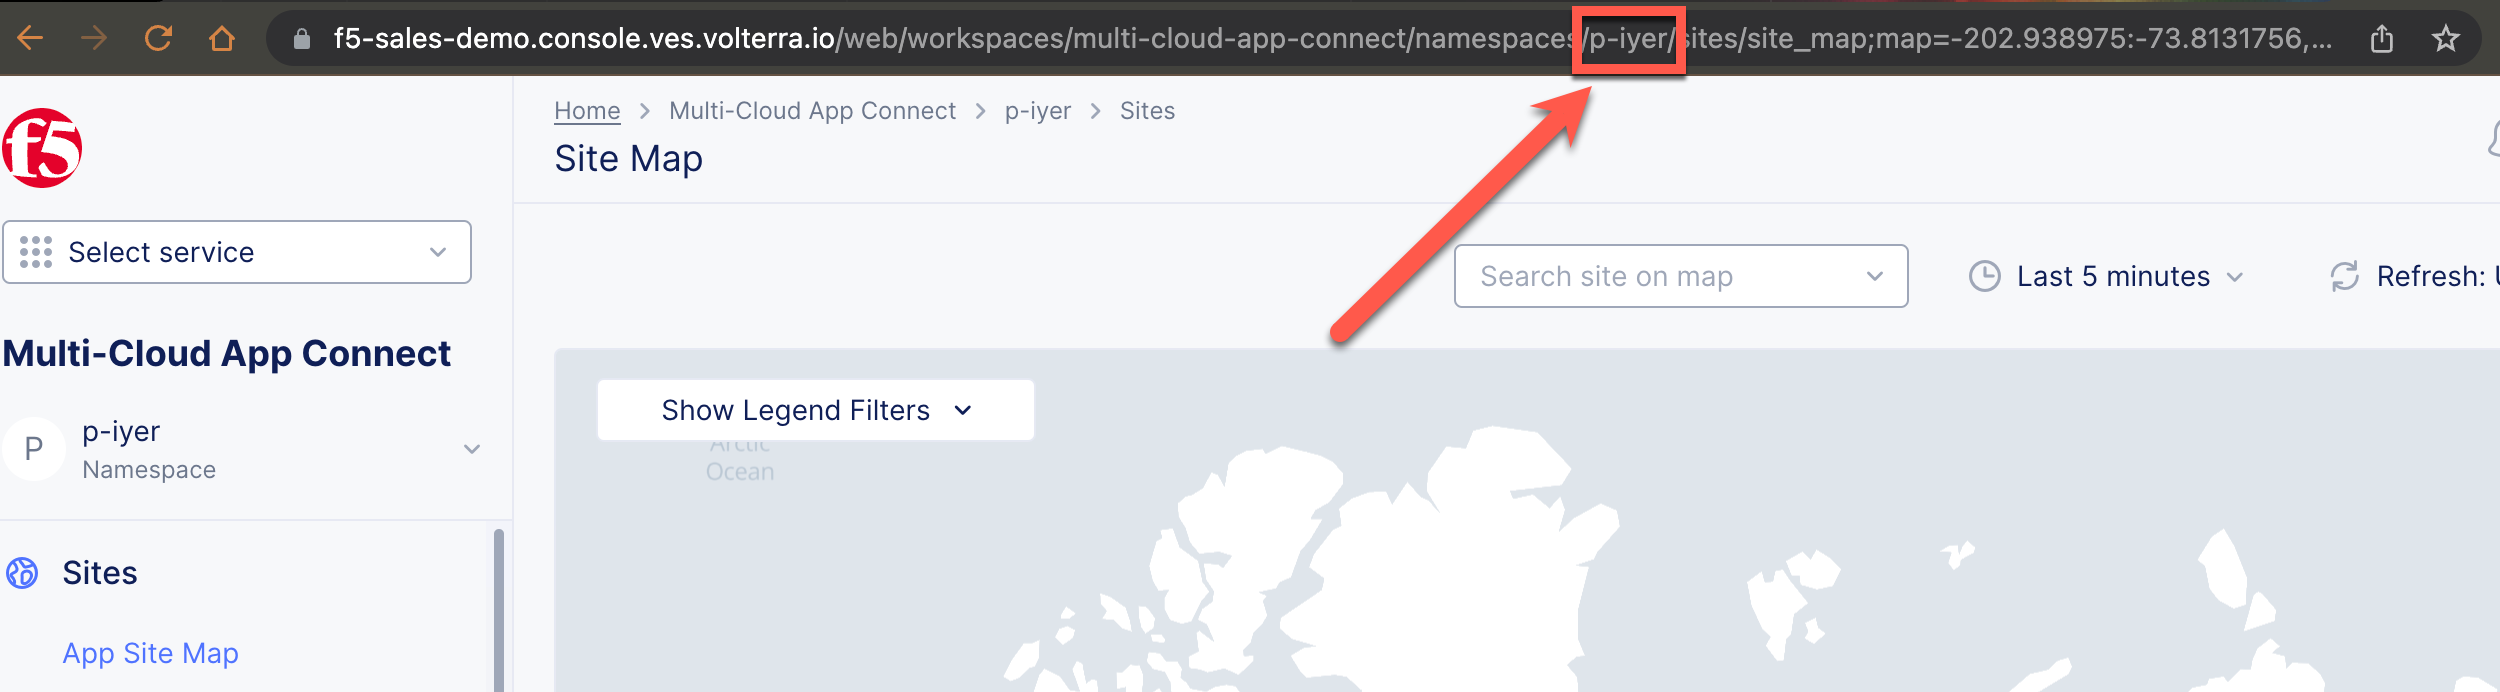 f5-sales-demo.console.ves.volterra.io/web/workspaces/multi-cloud-app-connect/namespaces/p-iyer/sites/site_map;map=-202.938975:-73.8131756,...
f5
Home > Multi-Cloud App Connect > p-iyer > Sites
Site Map
Select service
Search site on map
Last 5 minutes
Refresh:
Multi-Cloud App Connect
Show Legend Filters
P
p-iyer
Namespace
Arctic
Ocean
Sites
App Site Map